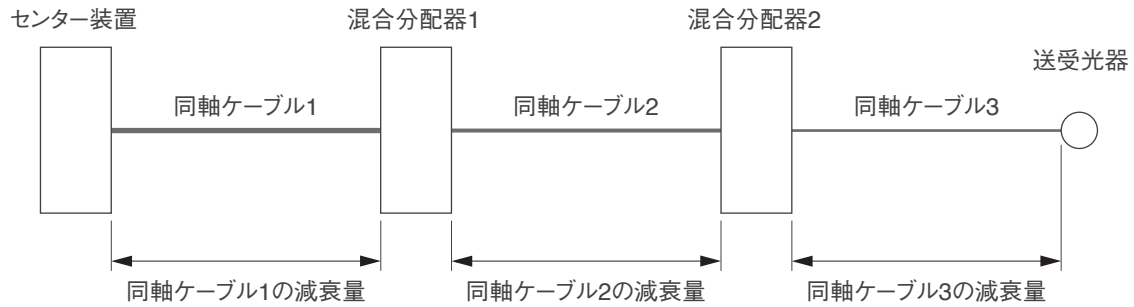 センター装置
混合分配器1
混合分配器2
送受光器
同軸ケーブル1
同軸ケーブル2
同軸ケーブル3
同軸ケーブル1の減衰量
同軸ケーブル2の減衰量
同軸ケーブル3の減衰量